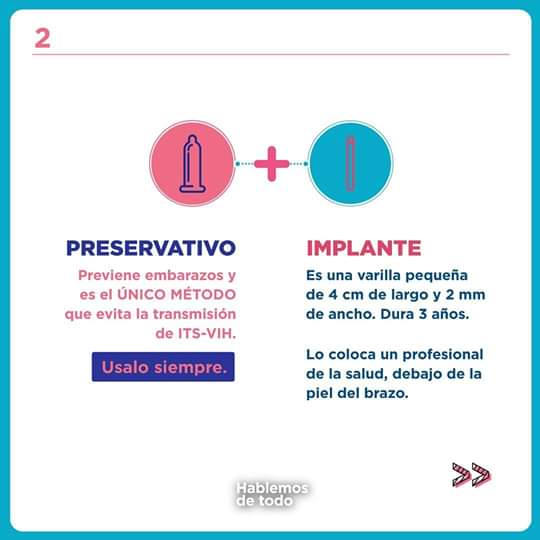 2
PRESERVATIVO
Previene embarazos y
es el ÚNICO MÉTODO
que evita la transmisión
de ITS-VIH.
Usalo siempre.
IMPLANTE
Es una varilla pequeña
de 4 cm de largo y 2 mm
de ancho. Dura 3 años.
Lo coloca un profesional
de la salud, debajo de la
piel del brazo.
Hablemos
de todo